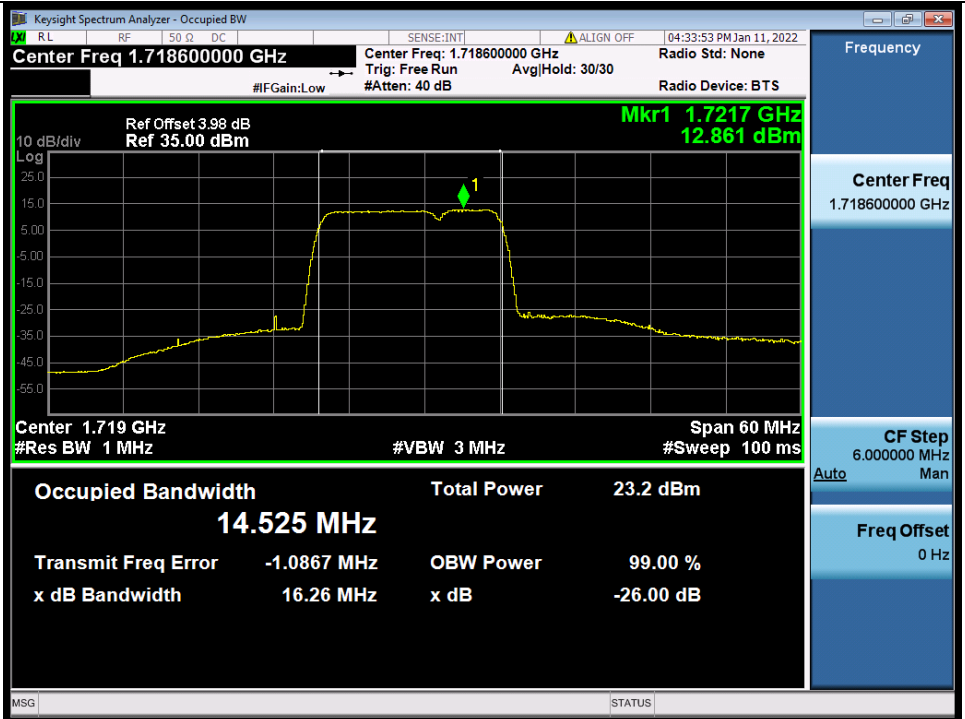 Keysight Spectrum Analyzer - Occupied BW
LXI RL RF 50 Ω DC SENSE:INT ALIGN OFF 04:33:53 PM Jan 11, 2022
Center Freq 1.718600000 GHz
Center Freq: 1.718600000 GHz Radio Std: None
Trig: Free Run Avg|Hold: 30/30
#IFGain:Low #Atten: 40 dB Radio Device: BTS
Mkr1 1.7217 GHz
12.861 dBm
Ref Offset 3.98 dB
10 dB/div Ref 35.00 dBm
Log
25.0
15.0
5.00
-5.00
-15.0
-25.0
-35.0
-45.0
-55.0
1
Center 1.719 GHz Span 60 MHz
#Res BW 1 MHz #VBW 3 MHz #Sweep 100 ms
Occupied Bandwidth Total Power 23.2 dBm
14.525 MHz
Transmit Freq Error -1.0867 MHz OBW Power 99.00 %
x dB Bandwidth 16.26 MHz x dB -26.00 dB
MSG STATUS
Frequency
Center Freq
1.718600000 GHz
CF Step
6.000000 MHz
Auto Man
Freq Offset
0 Hz